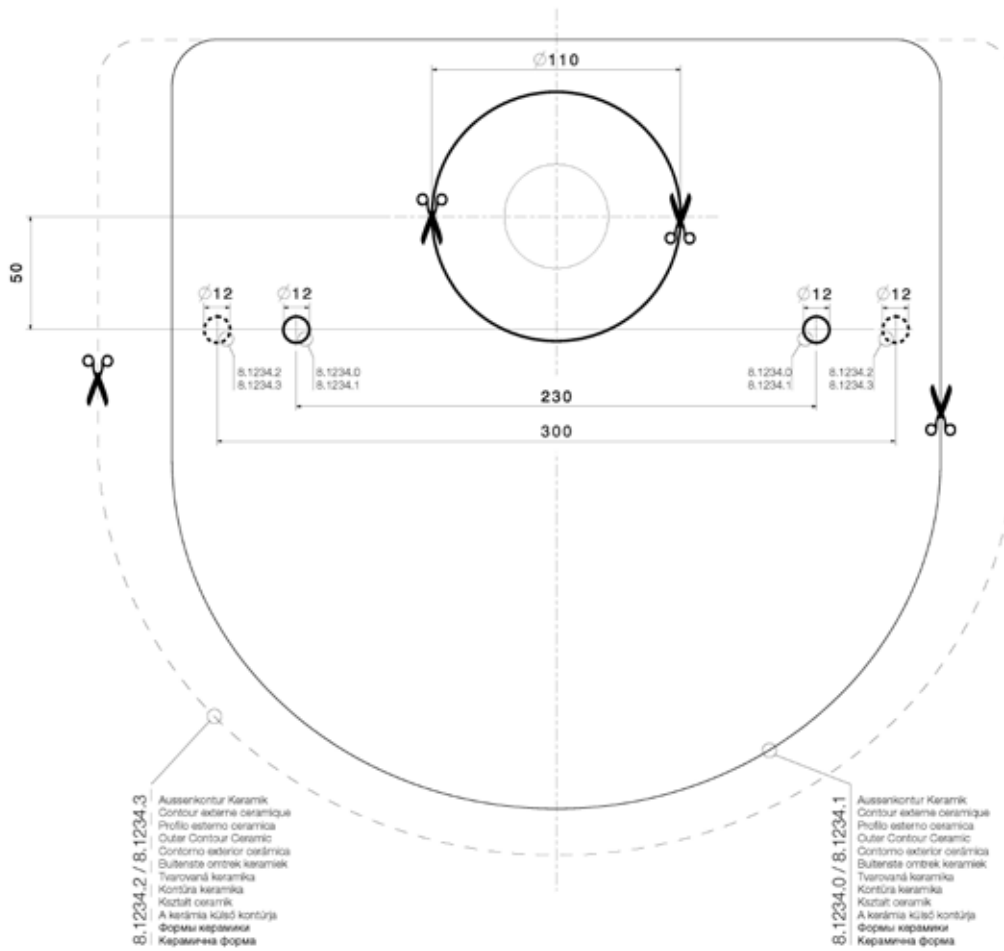 Ø110
50
Ø12
Ø12
Ø12
Ø12
8.1234.2
8.1234.3
8.1234.0
8.1234.1
8.1234.0
8.1234.1
8.1234.2
8.1234.3
230
300
8.1234.2 / 8.1234.3
Aussenkontur Keramik
Contour externe ceramique
Profilo esterno ceramica
Outer Contour Ceramic
Contorno exterior cerámica
Buitenste omtrek keramiek
Tvarovaná keramika
Kontūra keramika
Kształt ceramik
A kerámia külső kontúrja
Формы керамики
Керамична форма
8.1234.0 / 8.1234.1
Aussenkontur Keramik
Contour externe ceramique
Profilo esterno ceramica
Outer Contour Ceramic
Contorno exterior cerámica
Buitenste omtrek keramiek
Tvarovaná keramika
Kontūra keramika
Kształt ceramik
A kerámia külső kontúrja
Формы керамики
Керамична форма